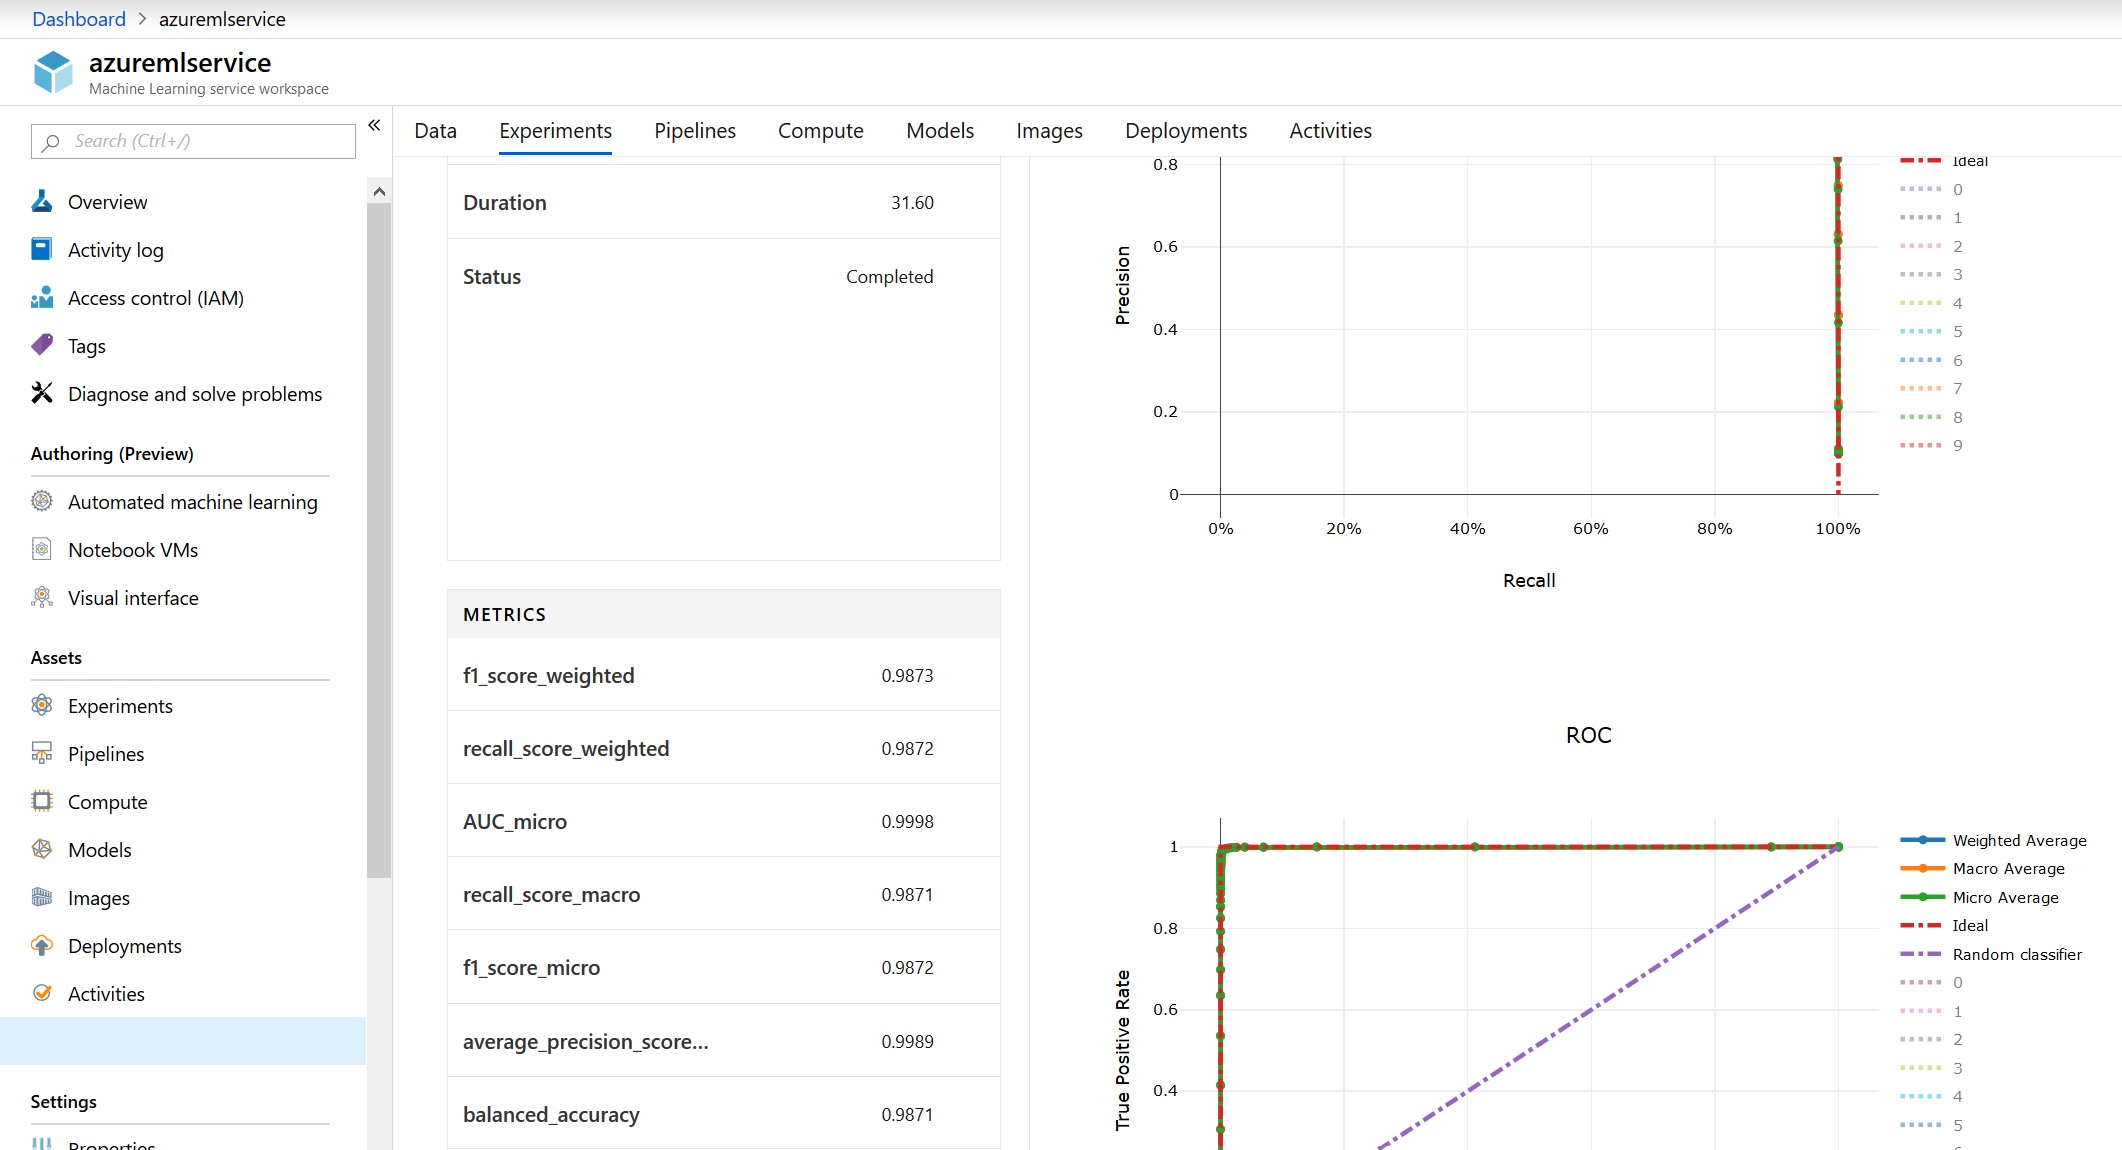 Dashboard > azuremlservice
azuremlservice
Machine Learning service workspace
Search (Ctrl+/)
«
Overview
Activity log
Access control (IAM)
Tags
Diagnose and solve problems
Authoring (Preview)
Automated machine learning
Notebook VMs
Visual interface
Assets
Experiments
Pipelines
Compute
Models
Images
Deployments
Activities
Settings
Properties
Data Experiments Pipelines Compute Models Images Deployments Activities
Duration 31.60
Status Completed
METRICS
f1_score_weighted 0.9873
recall_score_weighted 0.9872
AUC_micro 0.9998
recall_score_macro 0.9871
f1_score_micro 0.9872
average_precision_score... 0.9989
balanced_accuracy 0.9871
Precision
0.8
0.6
0.4
0.2
0
0% 20% 40% 60% 80% 100%
Recall
Ideal
0
1
2
3
4
5
6
7
8
9
ROC
True Positive Rate
1
0.8
0.6
0.4
Weighted Average
Macro Average
Micro Average
Ideal
Random classifier
0
1
2
3
4
5